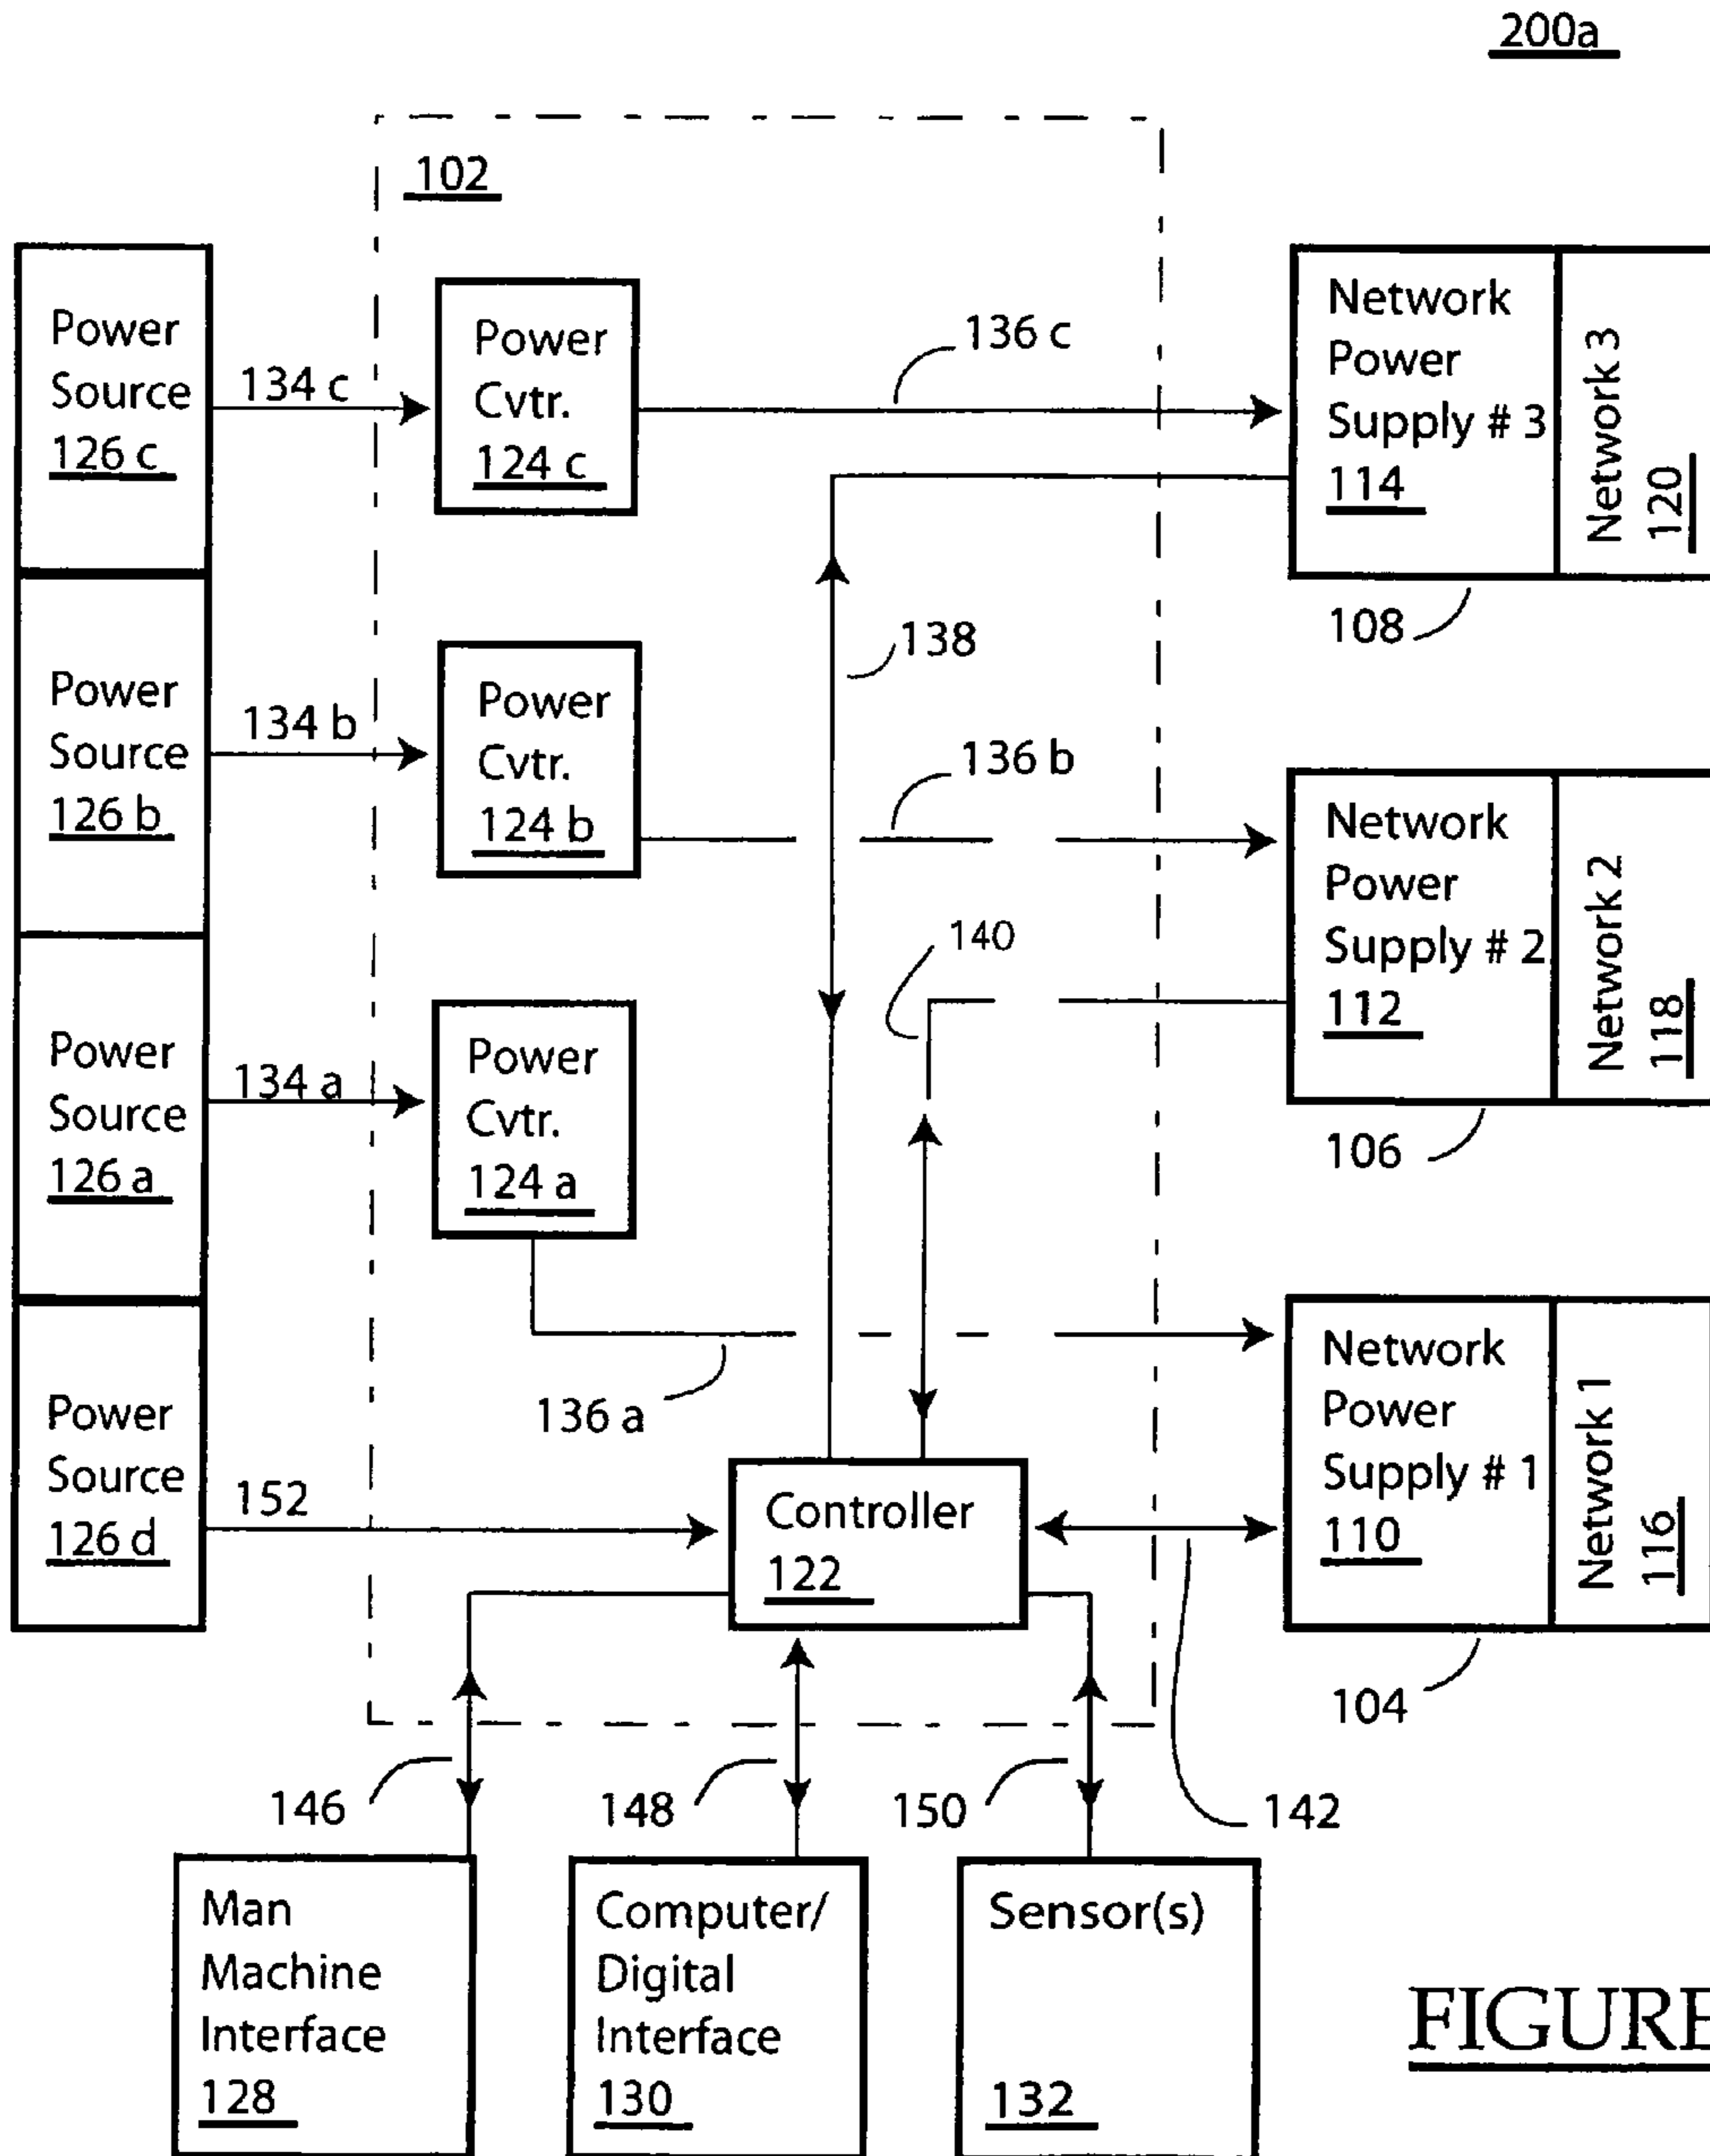 200a
102
Power
Source
126 c
134 c
Power
Cvtr.
124 c
136 c
Network
Power
Supply # 3
114
Network 3
120
108
138
Power
Source
126 b
134 b
Power
Cvtr.
124 b
136 b
Network
Power
Supply # 2
112
Network 2
118
106
140
Power
Source
126 a
134 a
Power
Cvtr.
124 a
136 a
Network
Power
Supply # 1
110
Network 1
116
104
Power
Source
126 d
152
Controller
122
146
148
150
142
Man
Machine
Interface
128
Computer/
Digital
Interface
130
Sensor(s)
132
FIGURE